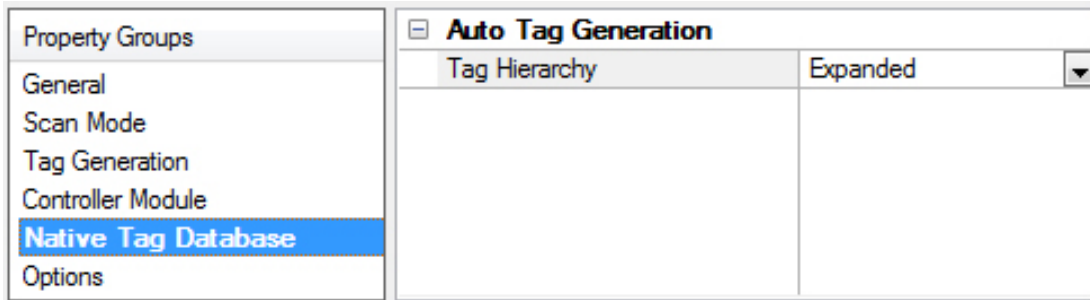 Property Groups
General
Scan Mode
Tag Generation
Controller Module
Native Tag Database
Options
Auto Tag Generation
Tag Hierarchy Expanded